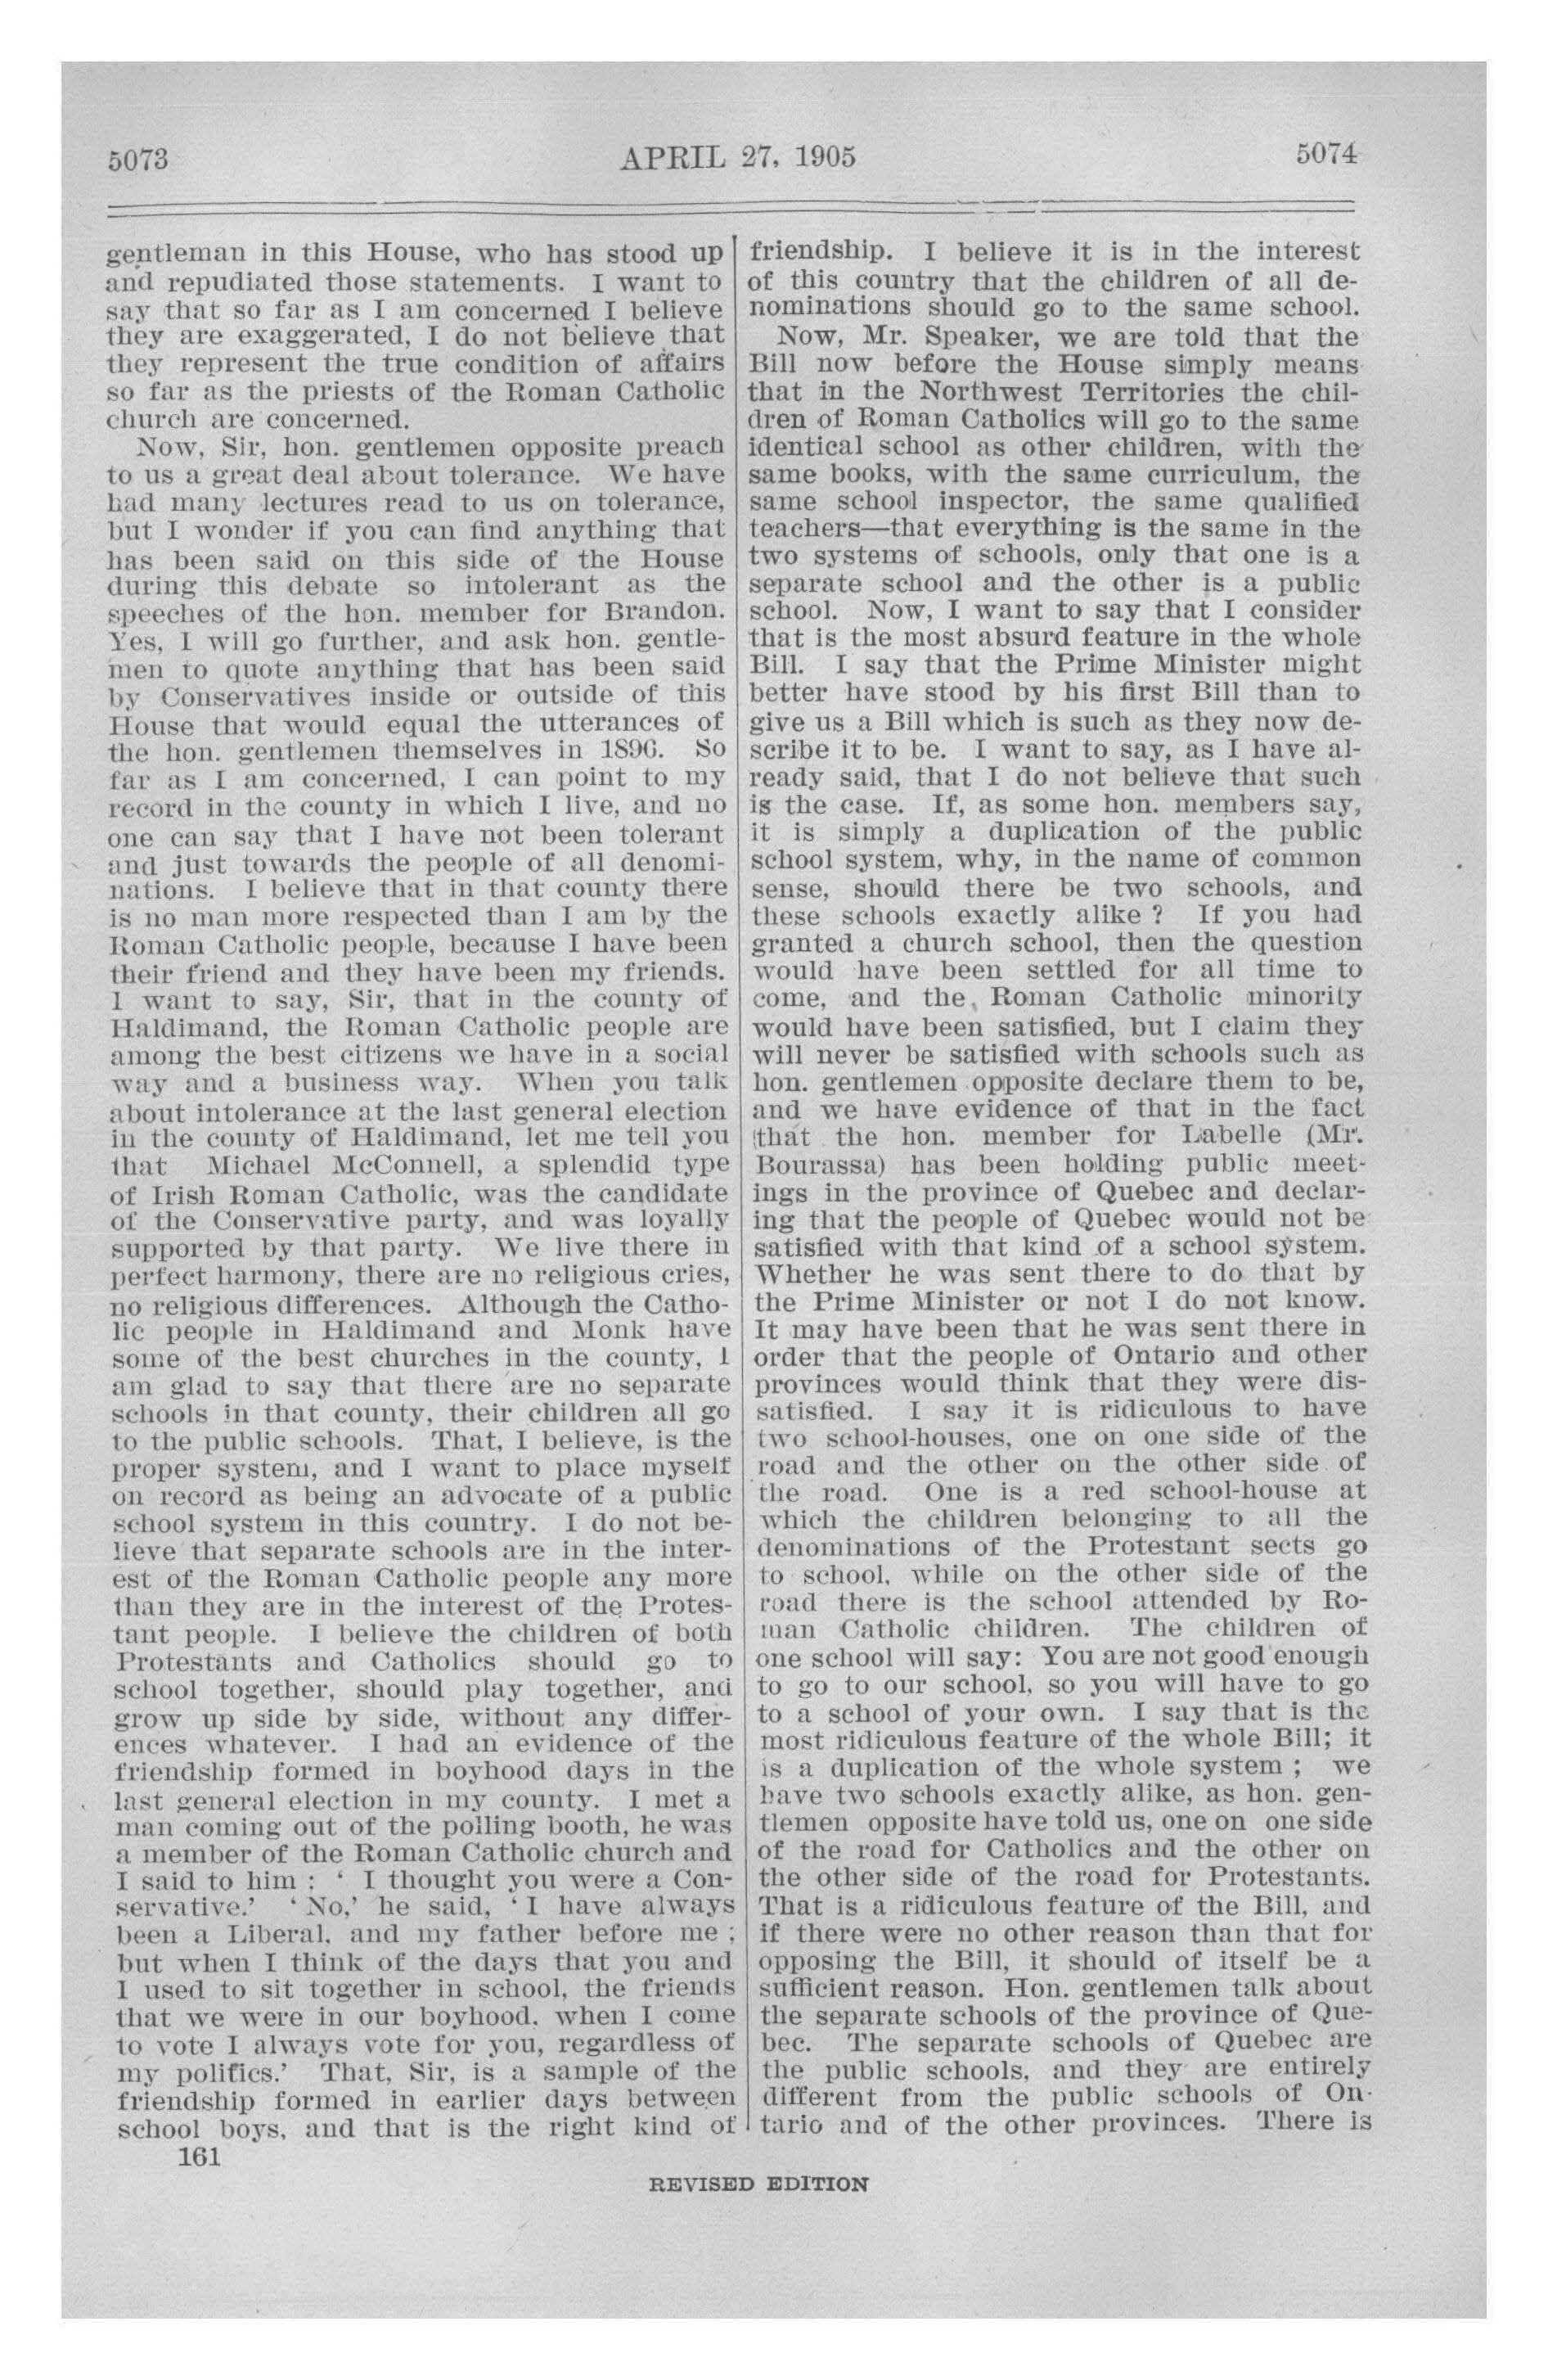 5073
APRIL 27, 1905
5074
gentleman in this House, who has stood up
and repudiated those statements. I want to
say that so far as I am concerned I believe
they are exaggerated, I do not believe that
they represent the true condition of affairs
so far as the priests of the Roman Catholic
church are concerned.
Now, Sir, hon. gentlemen opposite preach
to us a great deal about tolerance. We have
had many lectures read to us on tolerance,
but I wonder if you can find anything that
has been said on this side of the House
during this debate so intolerant as the
speeches of the hon. member for Brandon.
Yes, I will go further, and ask hon. gentle-
men to quote anything that has been said
by Conservatives inside or outside of this
House that would equal the utterances of
the hon. gentlemen themselves in 1896. So
far as I am concerned, I can point to my
record in the county in which I live, and no
one can say that I have not been tolerant
and just towards the people of all denomi-
nations. I believe that in that county there
is no man more respected than I am by the
Roman Catholic people, because I have been
their friend and they have been my friends.
I want to say, Sir, that in the county of
Haldimand, the Roman Catholic people are
among the best citizens we have in a social
way and a business way. When you talk
about intolerance at the last general election
in the county of Haldimand, let me tell you
that Michael McConnell, a splendid type
of Irish Roman Catholic, was the candidate
of the Conservative party, and was loyally
supported by that party. We live there in
perfect harmony, there are no religious cries,
no religious differences. Although the Catho-
lic people in Haldimand and Monk have
some of the best churches in the county, I
am glad to say that there are no separate
schools in that county, their children all go
to the public schools. That, I believe, is the
proper system, and I want to place myself
on record as being an advocate of a public
school system in this country. I do not be-
lieve that separate schools are in the inter-
est of the Roman Catholic people any more
than they are in the interest of the Protes-
tant people. I believe the children of both
Protestants and Catholics should go to
school together, should play together, and
grow up side by side, without any differ-
ences whatever. I had an evidence of the
friendship formed in boyhood days in the
last general election in my county. I met a
man coming out of the polling booth, he was
a member of the Roman Catholic church and
I said to him : ‘ I thought you were a Con-
servative.’ ‘ No,’ he said, ‘ I have always
been a Liberal, and my father before me ;
but when I think of the days that you and
I used to sit together in school, the friends
that we were in our boyhood, when I come
to vote I always vote for you, regardless of
my politics.’ That, Sir, is a sample of the
friendship formed in earlier days between
school boys, and that is the right kind of
161
friendship. I believe it is in the interest
of this country that the children of all de-
nominations should go to the same school.
Now, Mr. Speaker, we are told that the
Bill now before the House simply means
that in the Northwest Territories the chil-
dren of Roman Catholics will go to the same
identical school as other children, with the
same books, with the same curriculum, the
same school inspector, the same qualified
teachers—that everything is the same in the
two systems of schools, only that one is a
separate school and the other is a public
school. Now, I want to say that I consider
that is the most absurd feature in the whole
Bill. I say that the Prime Minister might
better have stood by his first Bill than to
give us a Bill which is such as they now de-
scribe it to be. I want to say, as I have al-
ready said, that I do not believe that such
is the case. If, as some hon. members say,
it is simply a duplication of the public
school system, why, in the name of common
sense, should there be two schools, and
these schools exactly alike ? If you had
granted a church school, then the question
would have been settled for all time to
come, and the Roman Catholic minority
would have been satisfied, but I claim they
will never be satisfied with schools such as
hon. gentlemen opposite declare them to be,
and we have evidence of that in the fact
that the hon. member for Labelle (Mr.
Bourassa) has been holding public meet-
ings in the province of Quebec and declar-
ing that the people of Quebec would not be
satisfied with that kind of a school system.
Whether he was sent there to do that by
the Prime Minister or not I do not know.
It may have been that he was sent there in
order that the people of Ontario and other
provinces would think that they were dis-
satisfied. I say it is ridiculous to have
two school-houses, one on one side of the
road and the other on the other side of
the road. One is a red school-house at
which the children belonging to all the
denominations of the Protestant sects go
to school, while on the other side of the
road there is the school attended by Ro-
man Catholic children. The children of
one school will say: You are not good enough
to go to our school, so you will have to go
to a school of your own. I say that is the
most ridiculous feature of the whole Bill; it
is a duplication of the whole system ; we
have two schools exactly alike, as hon. gen-
tlemen opposite have told us, one on one side
of the road for Catholics and the other on
the other side of the road for Protestants.
That is a ridiculous feature of the Bill, and
if there were no other reason than that for
opposing the Bill, it should of itself be a
sufficient reason. Hon. gentlemen talk about
the separate schools of the province of Que-
bec. The separate schools of Quebec are
the public schools, and they are entirely
different from the public schools of On-
tario and of the other provinces. There is
REVISED EDITION